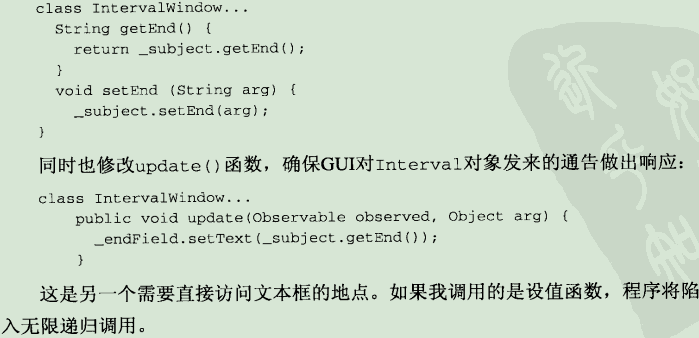 class IntervalWindow...
String getEnd() {
return _subject.getEnd();
}
void setEnd (String arg) {
_subject.setEnd(arg);
}
同时也修改update()函数，确保GUI对Interval对象发来的通告做出响应：
class IntervalWindow...
public void update(Observable observed, Object arg) {
_endField.setText(_subject.getEnd());
}
这是另一个需要直接访问文本框的地点。如果我调用的是设值函数，程序将陷
入无限递归调用。